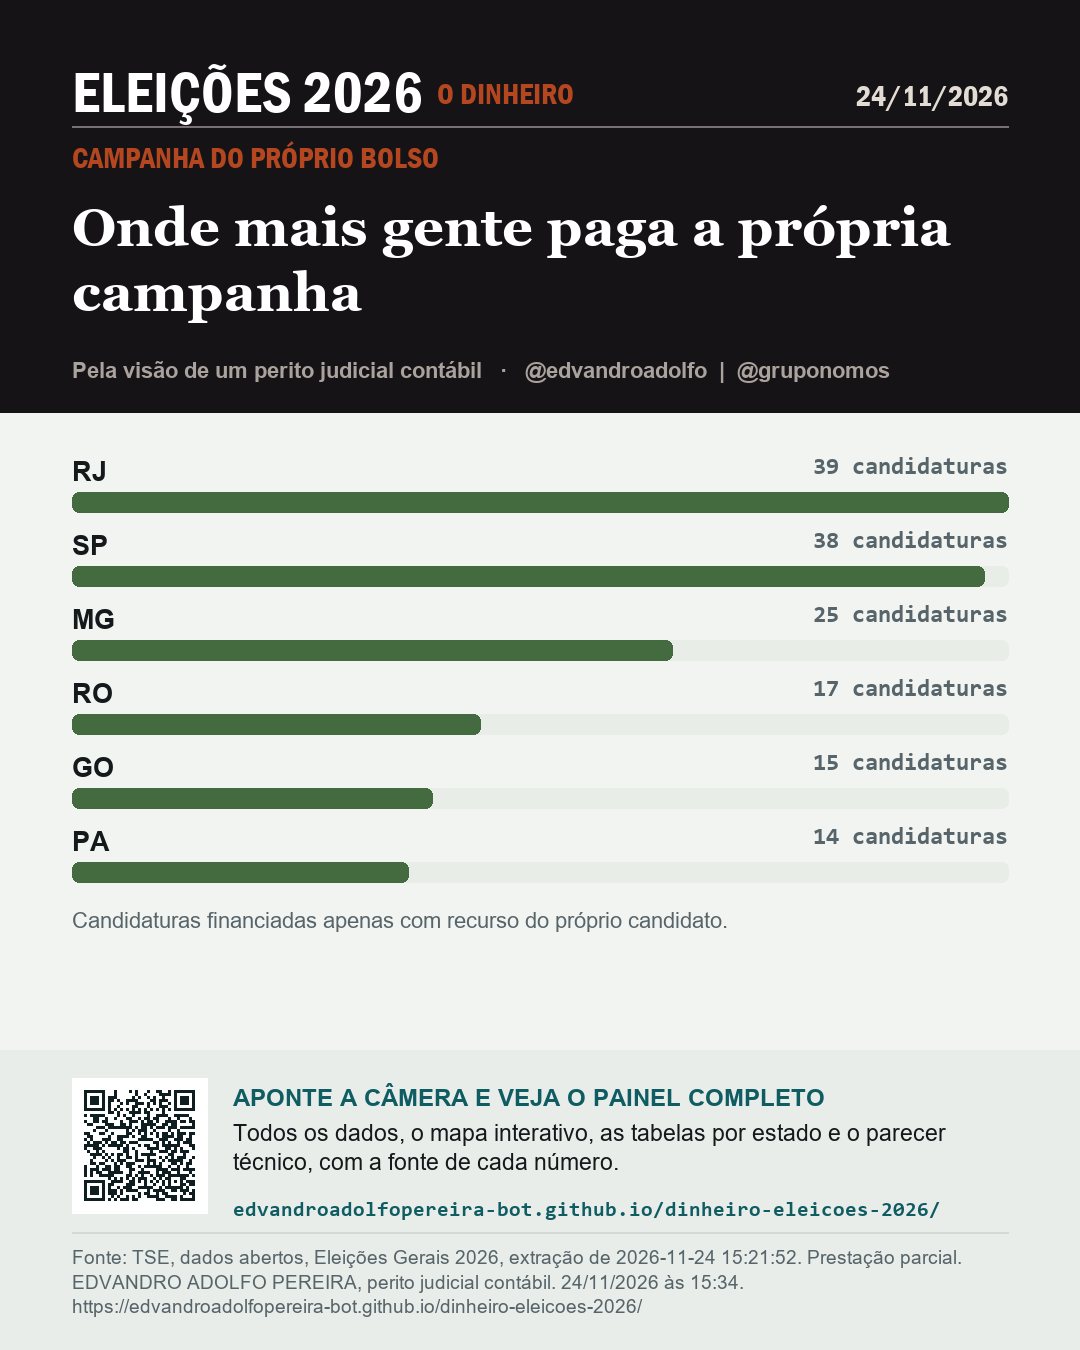 ELEIÇÕES 2026 O DINHEIRO 24/11/2026
CAMPANHA DO PRÓPRIO BOLSO
Onde mais gente paga a própria
campanha
Pela visão de um perito judicial contábil · @edvandroadolfo | @gruponomos
RJ 39 candidaturas
SP 38 candidaturas
MG 25 candidaturas
RO 17 candidaturas
GO 15 candidaturas
PA 14 candidaturas
Candidaturas financiadas apenas com recurso do próprio candidato.
APONTE A CÂMERA E VEJA O PAINEL COMPLETO
Todos os dados, o mapa interativo, as tabelas por estado e o parecer
técnico, com a fonte de cada número.
edvandroadolfopereira-bot.github.io/dinheiro-eleicoes-2026/
Fonte: TSE, dados abertos, Eleições Gerais 2026, extração de 2026-11-24 15:21:52. Prestação parcial.
EDVANDRO ADOLFO PEREIRA, perito judicial contábil. 24/11/2026 às 15:34.
https://edvandroadolfopereira-bot.github.io/dinheiro-eleicoes-2026/